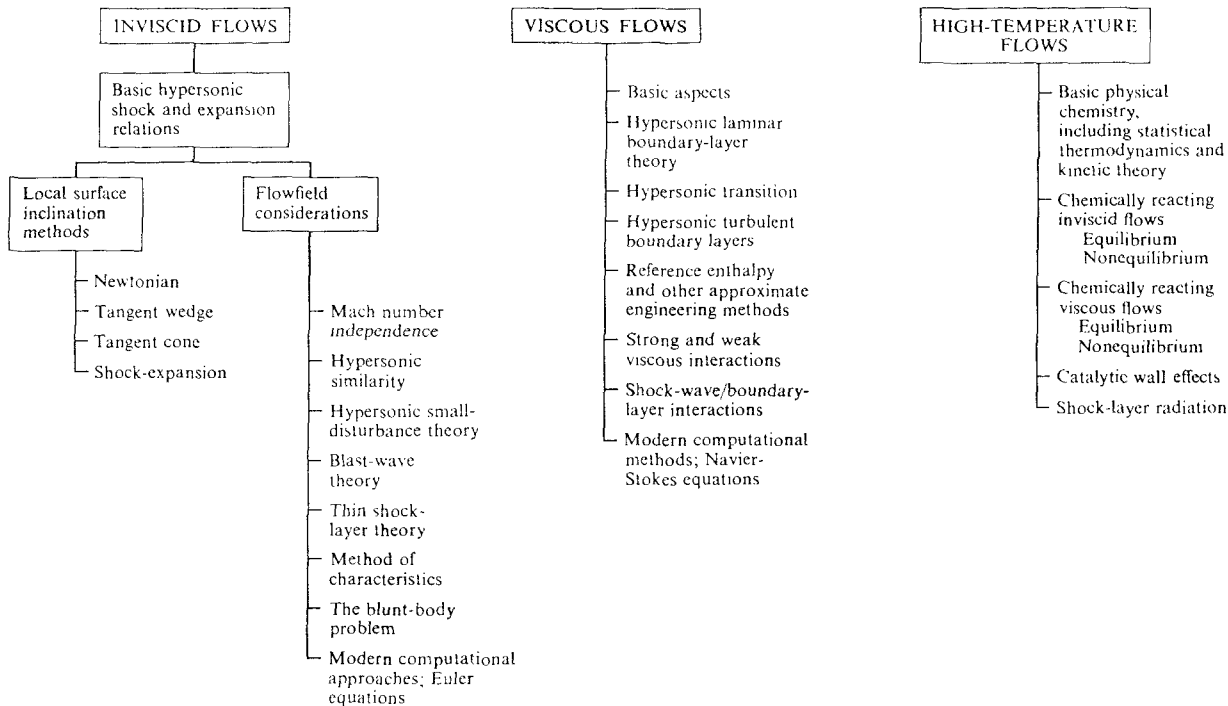 INVISCID FLOWS
Basic hypersonic
shock and expansion
relations
Local surface
inclination
methods
Newtonian
Tangent wedge
Tangent cone
Shock-expansion
Flowfield
considerations
Mach number
independence
Hypersonic
similarity
Hypersonic small-
disturbance theory
Blast-wave
theory
Thin shock-
layer theory
Method of
characteristics
The blunt-body
problem
Modern computational
approaches; Euler
equations
VISCOUS FLOWS
Basic aspects
Hypersonic laminar
boundary-layer
theory
Hypersonic transition
Hypersonic turbulent
boundary layers
Reference enthalpy
and other approximate
engineering methods
Strong and weak
viscous interactions
Shock-wave/boundary-
layer interactions
Modern computational
methods; Navier-
Stokes equations
HIGH-TEMPERATURE
FLOWS
Basic physical
chemistry,
including statistical
thermodynamics and
kinetic theory
Chemically reacting
inviscid flows
Equilibrium
Nonequilibrium
Chemically reacting
viscous flows
Equilibrium
Nonequilibrium
Catalytic wall effects
Shock-layer radiation